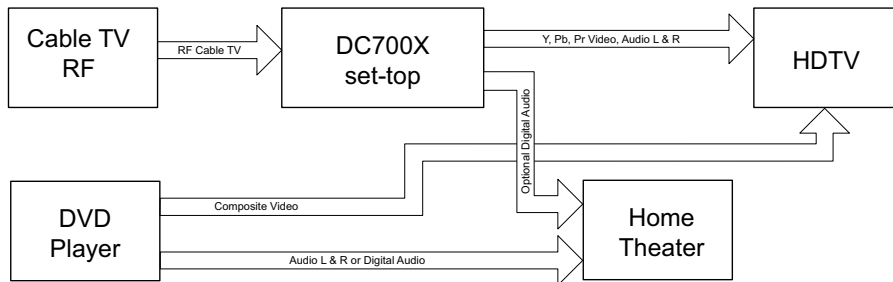 Cable TV
RF
RF Cable TV
DC700X
set-top
Y, Pb, Pr Video, Audio L & R
HDTV
Optional Digital Audio
DVD
Player
Composite Video
Audio L & R or Digital Audio
Home
Theater